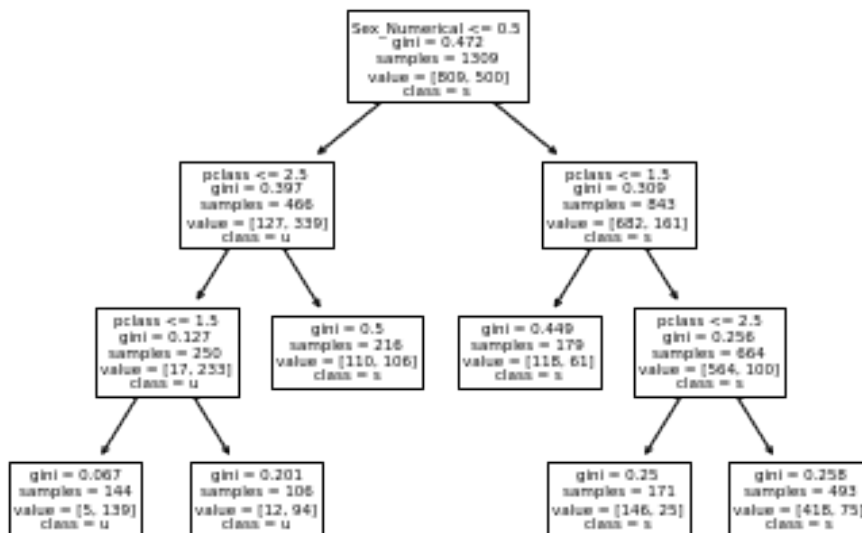 Sex_Numerical <= 0.5
gini = 0.472
samples = 1309
value = [809, 500]
class = s
pclass <= 2.5
gini = 0.397
samples = 466
value = [127, 339]
class = u
pclass <= 1.5
gini = 0.309
samples = 843
value = [682, 161]
class = s
pclass <= 1.5
gini = 0.127
samples = 250
value = [17, 233]
class = u
gini = 0.5
samples = 216
value = [110, 106]
class = s
gini = 0.449
samples = 179
value = [118, 61]
class = s
pclass <= 2.5
gini = 0.256
samples = 664
value = [564, 100]
class = s
gini = 0.067
samples = 144
value = [5, 139]
class = u
gini = 0.201
samples = 106
value = [12, 94]
class = u
gini = 0.25
samples = 171
value = [146, 25]
class = s
gini = 0.258
samples = 493
value = [418, 75]
class = s